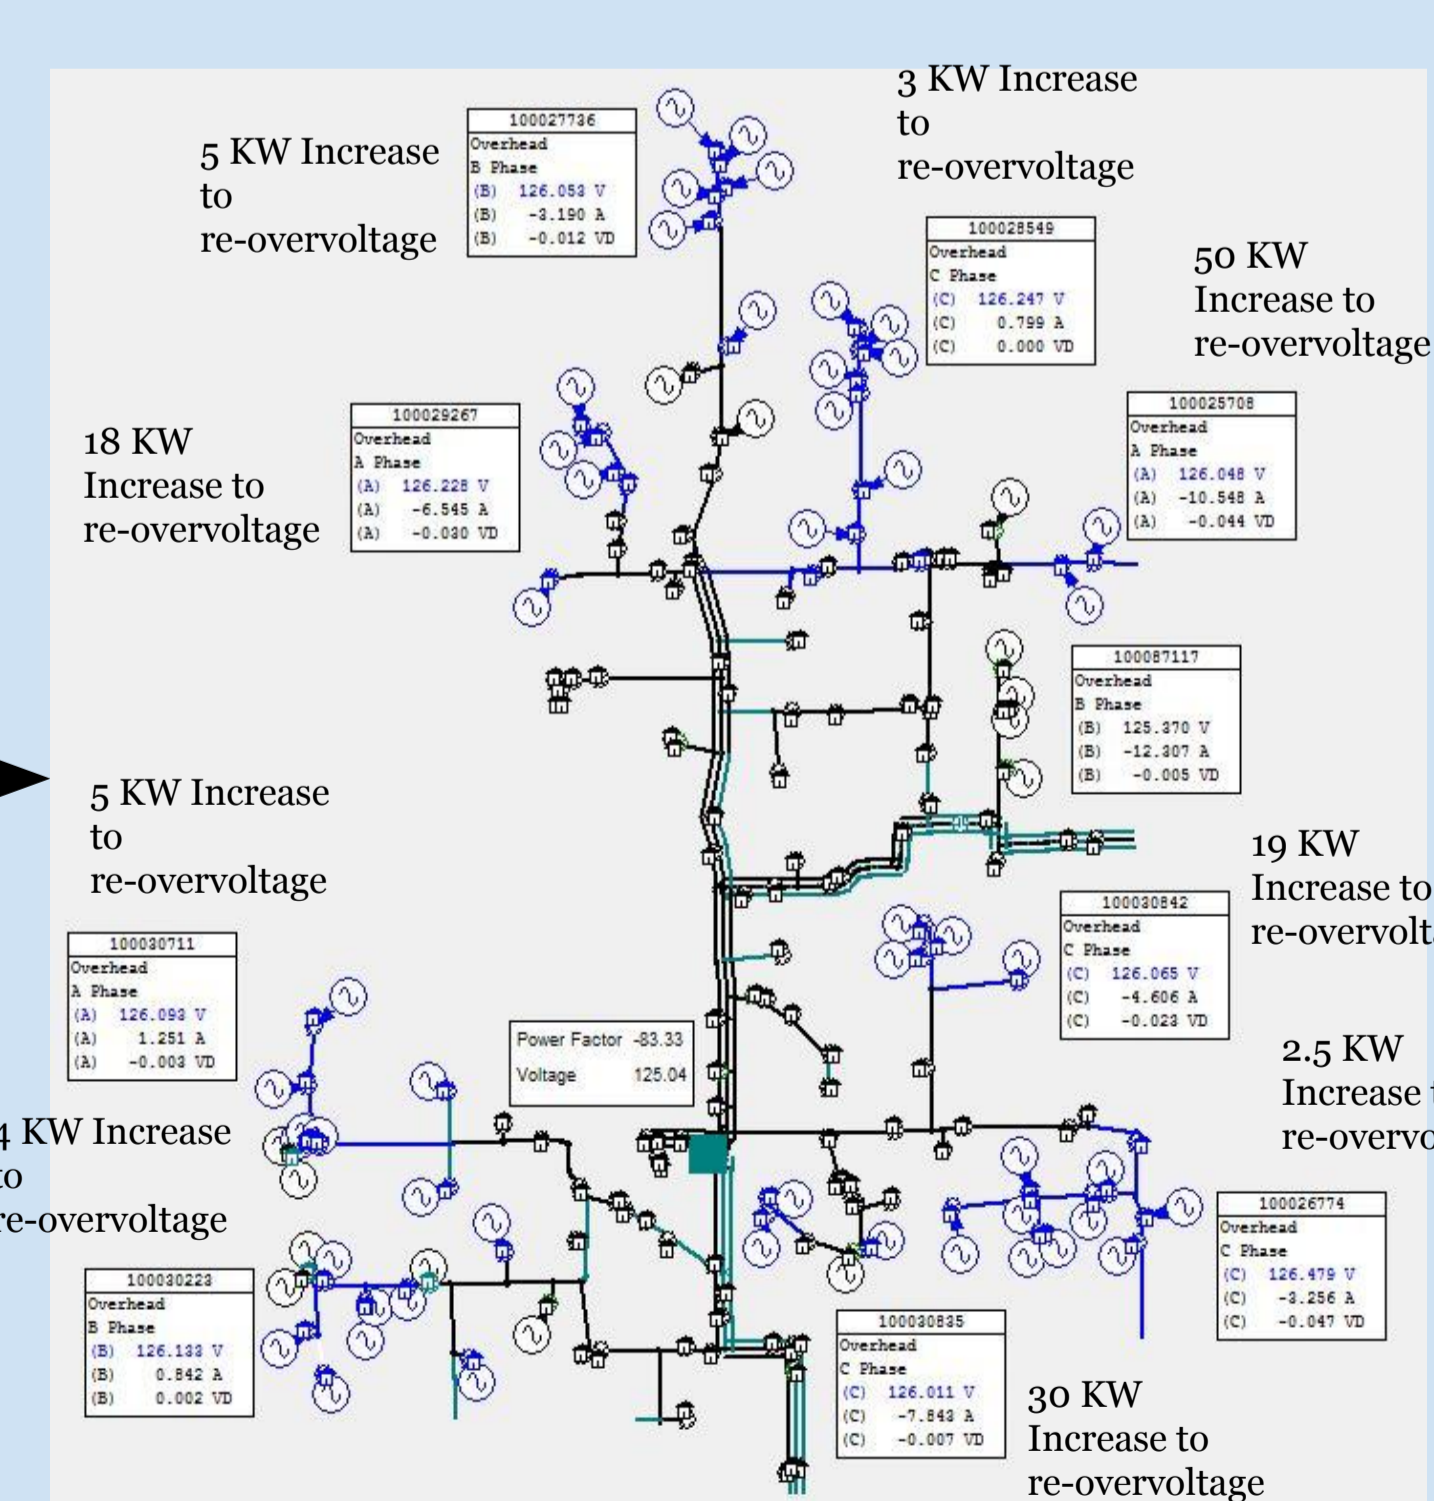 3 KW Increase
to
re-overvoltage
5 KW Increase
to
re-overvoltage
100027736
Overhead
B Phase
(B) 126.053 V
(B) -3.190 A
(B) -0.012 VD
100028549
Overhead
C Phase
(C) 126.247 V
(C) 0.799 A
(C) 0.000 VD
50 KW
Increase to
re-overvoltage
18 KW
Increase to
re-overvoltage
100029267
Overhead
A Phase
(A) 126.228 V
(A) -6.545 A
(A) -0.030 VD
100025708
Overhead
A Phase
(A) 126.048 V
(A) -10.548 A
(A) -0.044 VD
100087117
Overhead
B Phase
(B) 125.370 V
(B) -12.307 A
(B) -0.005 VD
5 KW Increase
to
re-overvoltage
19 KW
Increase to
re-overvolt
100030842
Overhead
C Phase
(C) 126.065 V
(C) -4.606 A
(C) -0.023 VD
100030711
Overhead
A Phase
(A) 126.093 V
(A) 1.251 A
(A) -0.003 VD
Power Factor -83.33
Voltage 125.04
2.5 KW
Increase
re-overvo
4 KW Increase
to
re-overvoltage
100026774
Overhead
C Phase
(C) 126.479 V
(C) -3.256 A
(C) -0.047 VD
100030223
Overhead
B Phase
(B) 126.133 V
(B) 0.842 A
(B) 0.002 VD
100030835
Overhead
C Phase
(C) 126.011 V
(C) -7.843 A
(C) -0.007 VD
30 KW
Increase to
re-overvoltage